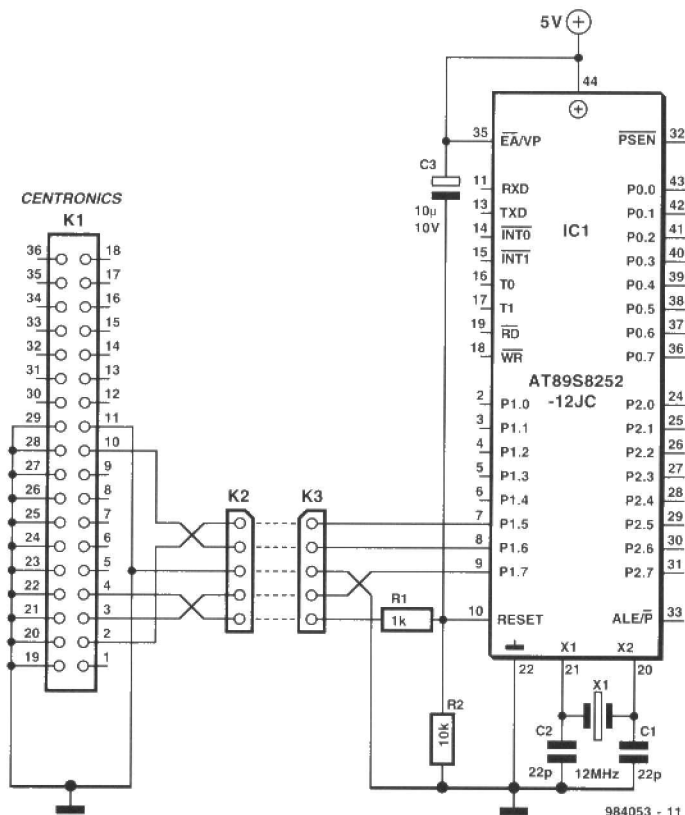 5V
44
35
EA/VP
PSEN
32
C3
10µ
10V
11
RXD
13
TXD
14
INT0
15
INT1
16
T0
17
T1
19
RD
18
WR
IC1
P0.0
43
P0.1
42
P0.2
41
P0.3
40
P0.4
39
P0.5
38
P0.6
37
P0.7
36
AT89S8252
-12JC
2
P1.0
3
P1.1
4
P1.2
5
P1.3
6
P1.4
7
P1.5
8
P1.6
9
P1.7
10
RESET
P2.0
24
P2.1
25
P2.2
26
P2.3
27
P2.4
28
P2.5
29
P2.6
30
P2.7
31
ALE/P
33
X1
X2
22
21
20
CENTRONICS
K1
36
18
35
17
34
16
33
15
32
14
31
13
30
12
29
11
28
10
27
9
26
8
25
7
24
6
23
5
22
4
21
3
20
2
19
1
K2
K3
R1
1k
R2
10k
X1
C2
C1
22p
12MHz
22p
984053 - 11